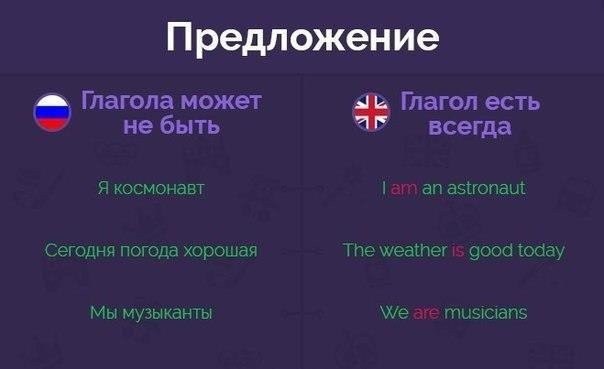 Предложение
Глагола может
не быть
Глагол есть
всегда
Я космонавт
I am an astronaut
Сегодня погода хорошая
The weather is good today
Мы музыканты
We are musicians